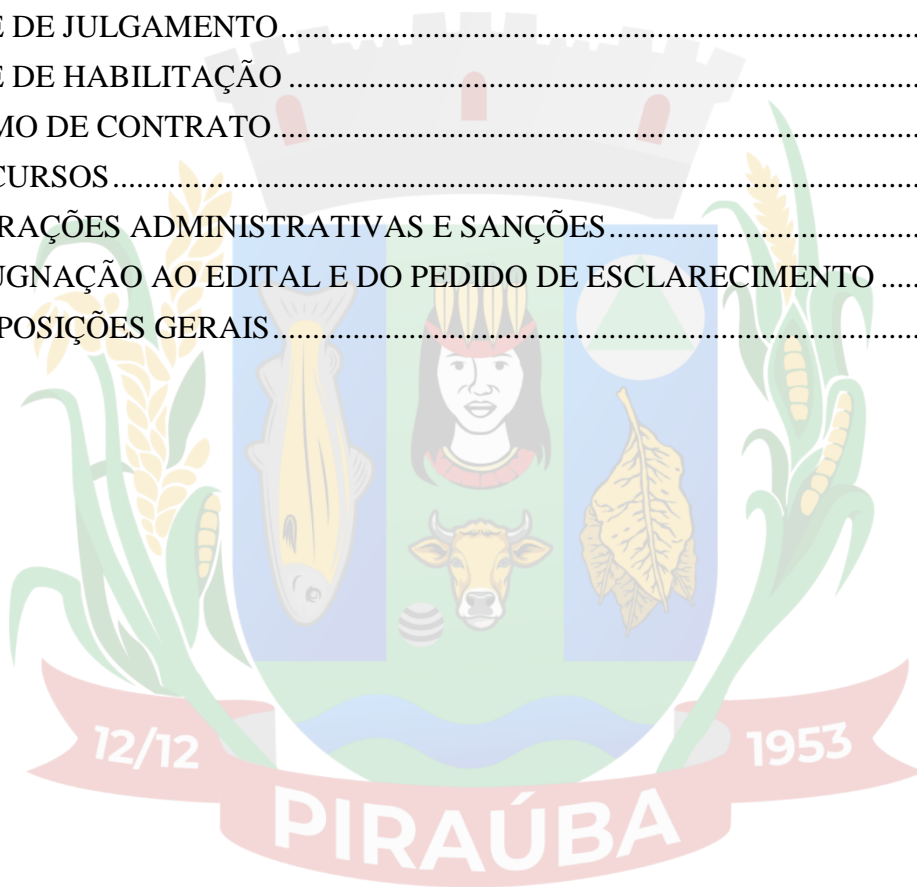 E DE JULGAMENTO....................................................................................
E DE HABILITAÇÃO ....................................................................................
MO DE CONTRATO....................................................................................
CURSOS....................................................................................................
RAÇÕES ADMINISTRATIVAS E SANÇÕES..........................................
UGNAÇÃO AO EDITAL E DO PEDIDO DE ESCLARECIMENTO ......
POSIÇÕES GERAIS....................................................................................
12/12
1953
PIRAÚBA